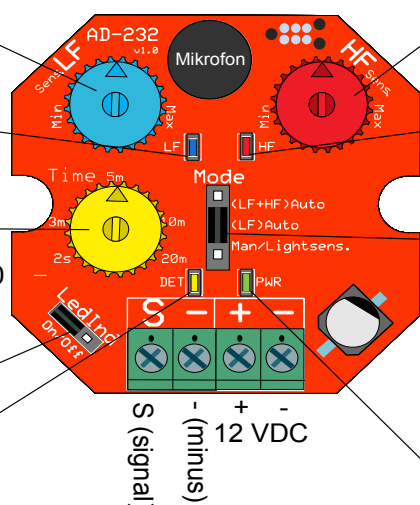 AD-232
v1.0
LF
HF
Sens
Sens
Mikrofon
Min
Max
Min
Max
LF
HF
Time
5m
Mode
3m
10m
2s
20m
(LF+HF)Auto
(LF)Auto
Man/Lightsens.
DET
PWR
LedInd
On/Off
S - + -
S (signal)
- (minus)
+ -
12 VDC